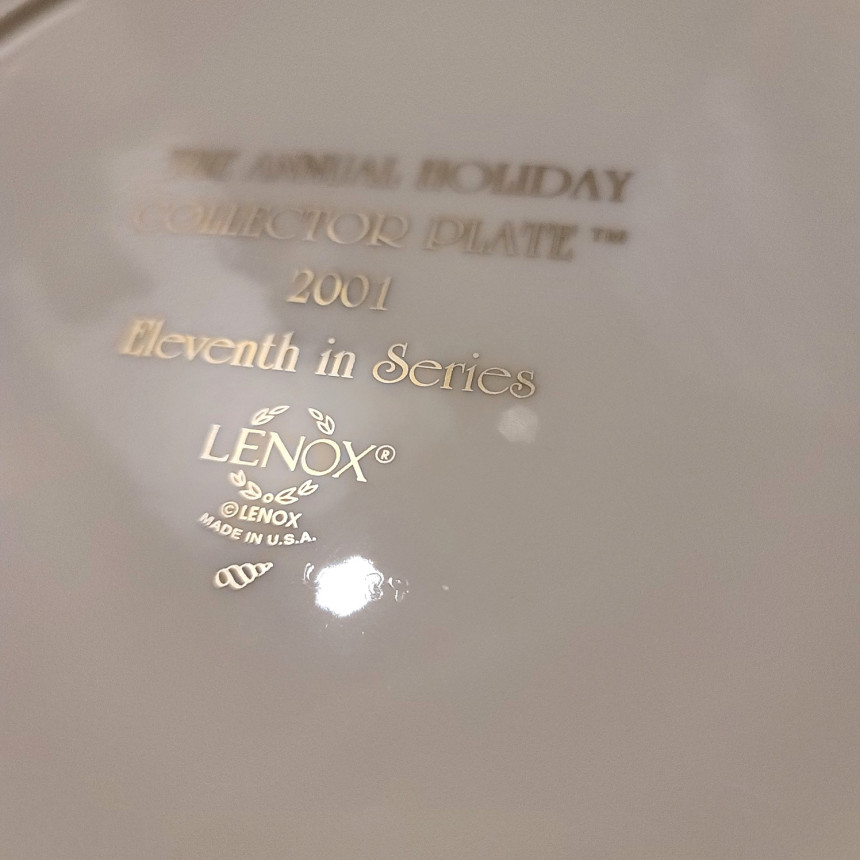 THE ANNUAL HOLIDAY
COLLECTOR PLATE ™
2001
Eleventh in Series
LENOX®
© LENOX
MADE IN U.S.A.